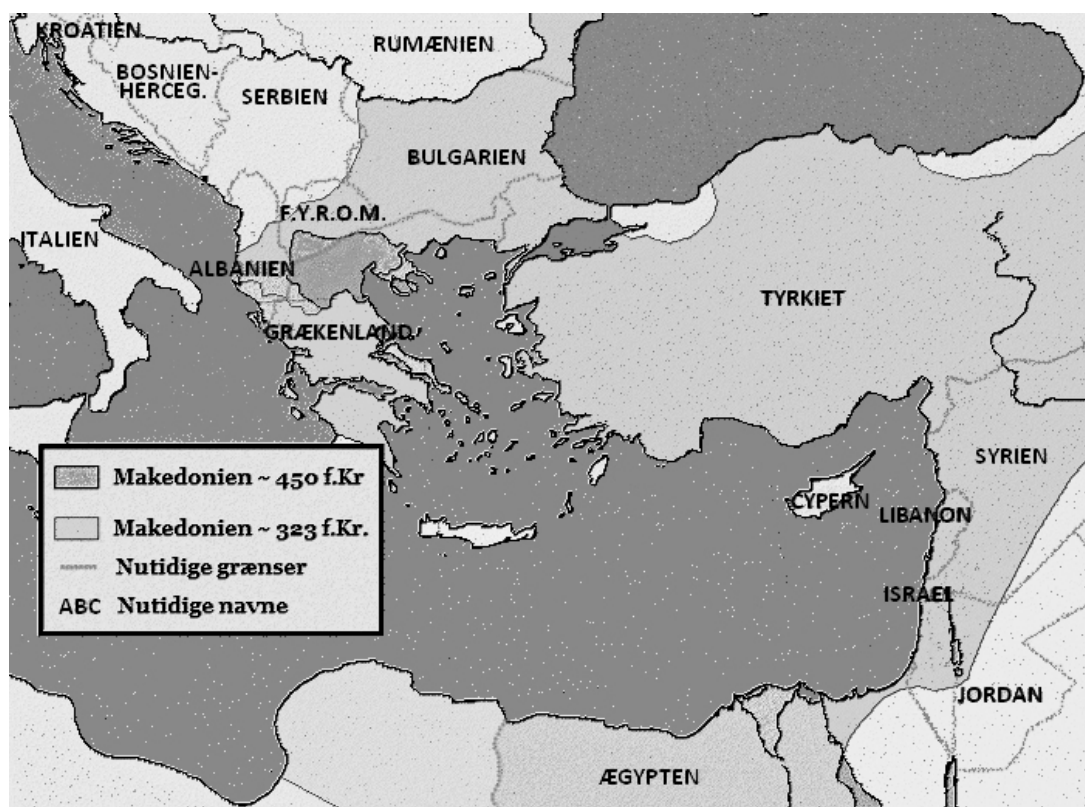 KROATIEN
RUMÆNIEN
BOSNIEN-
HERCEG.
SERBIEN
BULGARIEN
F.Y.R.O.M.
ITALIEN
ALBANIEN
TYRKIET
GRÆKENLAND.
SYRIEN
CYPERN
LIBANON
ISRAEL
JORDAN
ÆGYPTEN
Makedonien ~ 450 f.Kr
Makedonien ~ 323 f.Kr.
Nutidige grænser
ABC Nutidige navne